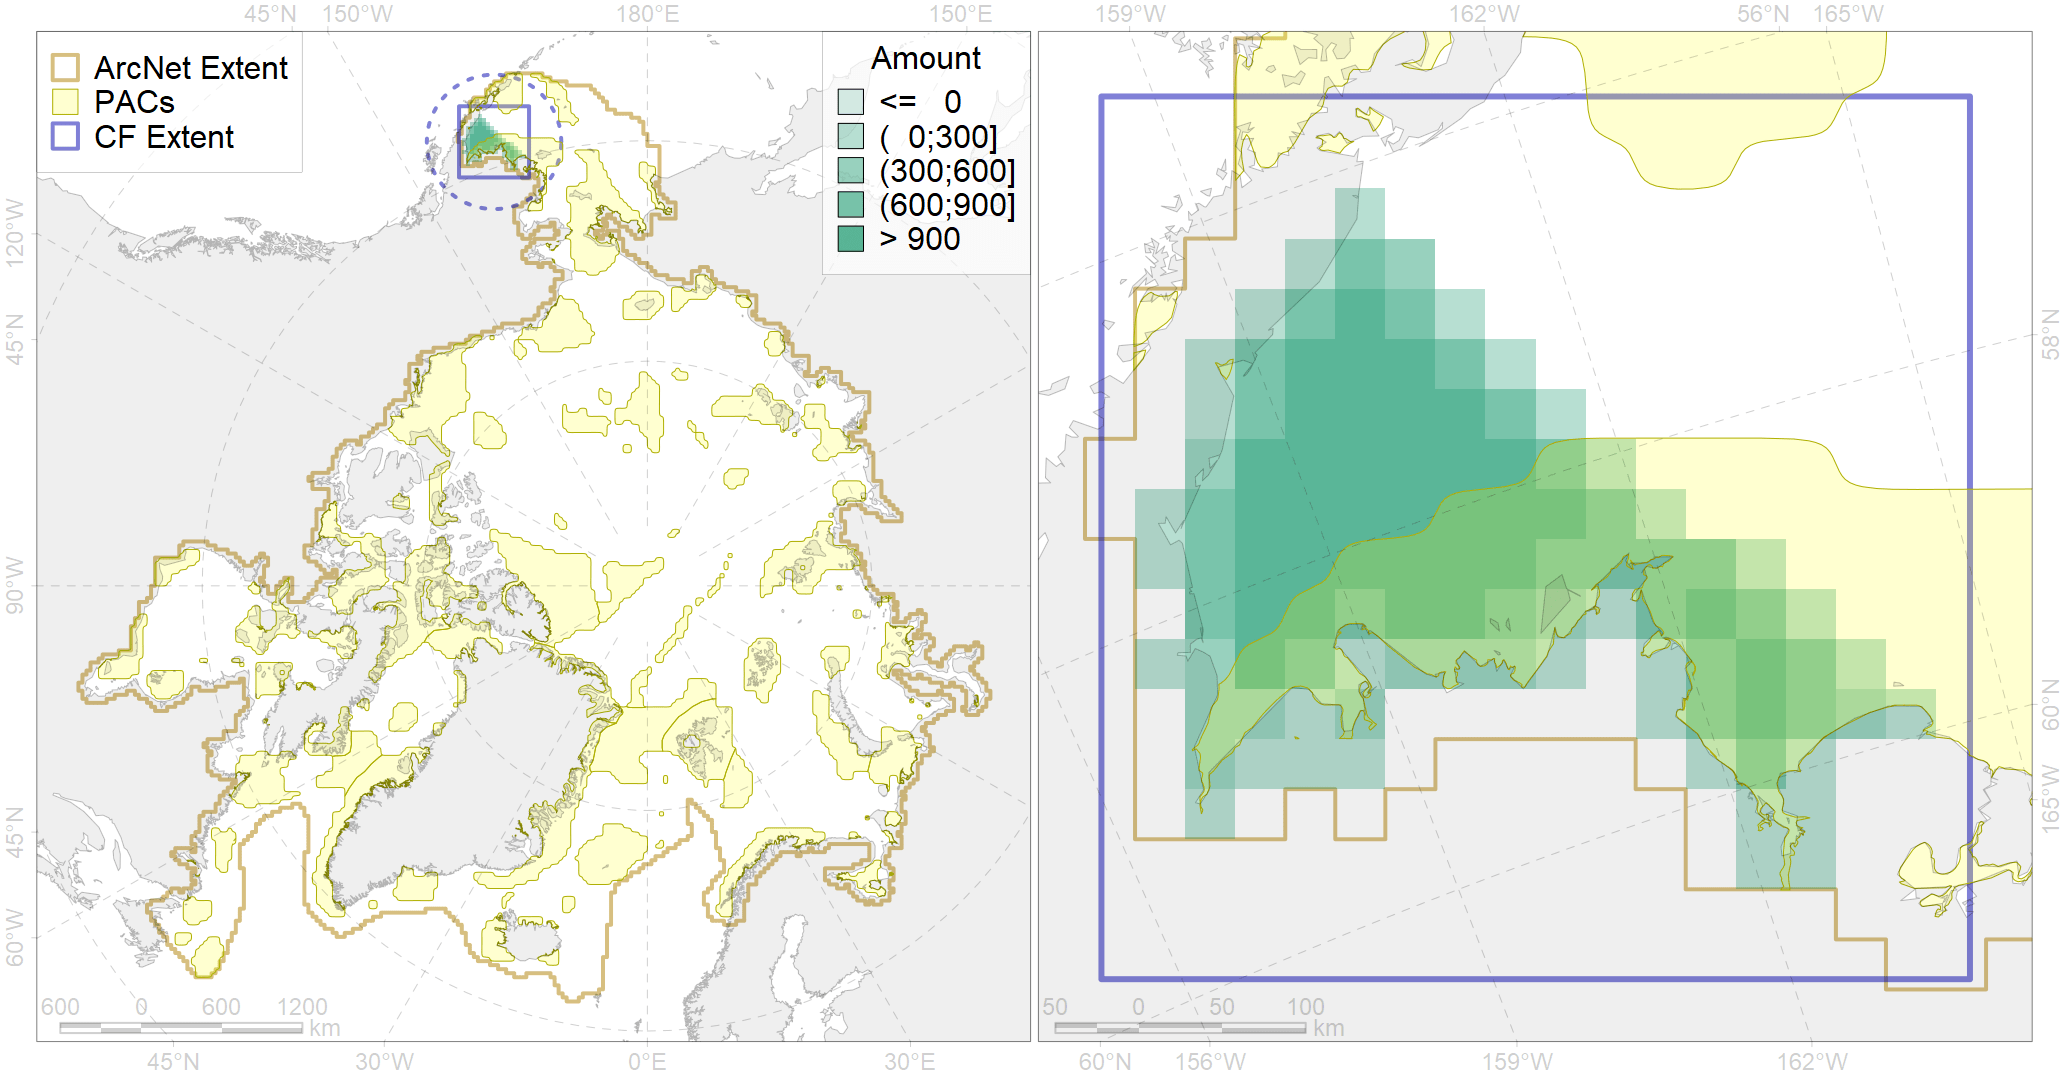 45°N 150°W 180°E 150°E 159°W 162°W 56°N 165°W
ArcNet Extent
PACs
CF Extent
Amount
<= 0
( 0;300]
(300;600]
(600;900]
> 900
120°W
45°N
90°W
45°N
60°W
58°N
60°N
165°W
600 0 600 1200
km
50 0 50 100
km
45°N 30°W 0°E 30°E 60°N 156°W 159°W 162°W